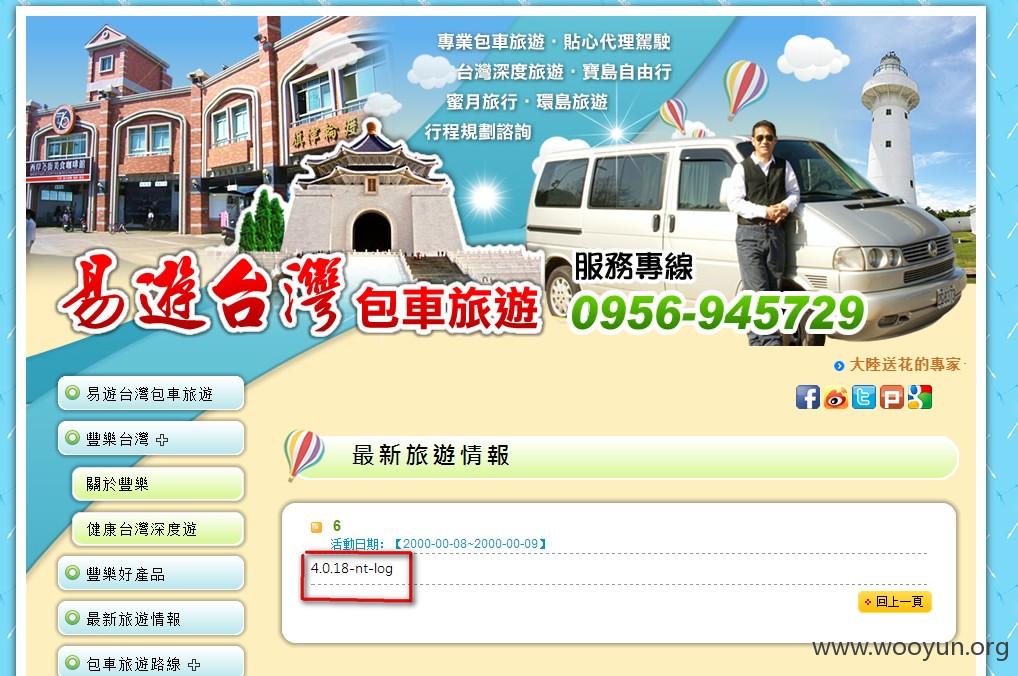 專業包車旅遊‧貼心代理駕駛
台灣深度旅遊‧寶島自由行
蜜月旅行‧環島旅遊
行程規劃諮詢
易遊台灣包車旅遊
服務專線
0956-945729
大陸送花的專家
易遊台灣包車旅遊
豐樂台灣
關於豐樂
健康台灣深度遊
豐樂好產品
最新旅遊情報
包車旅遊路線
最新旅遊情報
6
活動日期：【2000-00-08~2000-00-09】
4.0.18-nt-log
回上一頁
www.wooyun.org